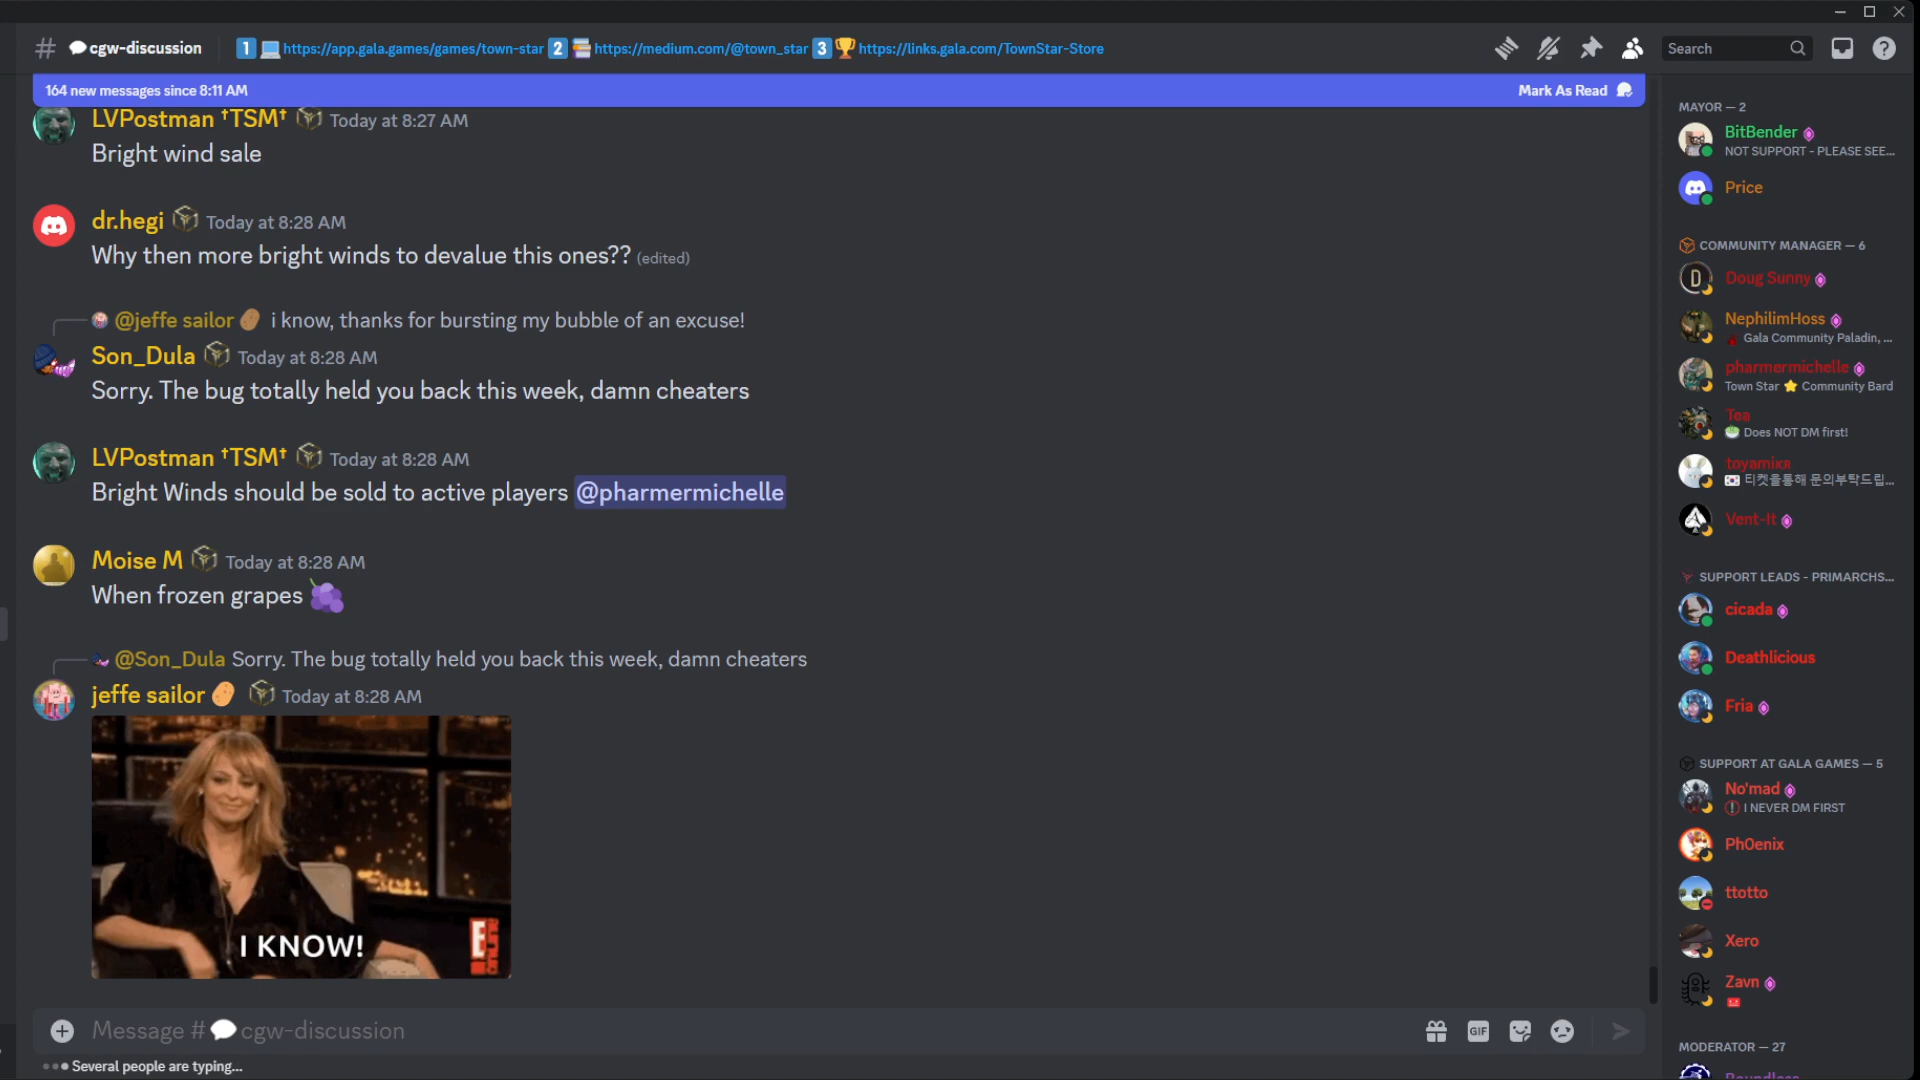 # cgw-discussion
1 https://app.gala.games/games/town-star 2 https://medium.com/@town_star 3 https://links.gala.com/TownStar-Store
Search
164 new messages since 8:11 AM
Mark As Read
LVPostman †TSM† Today at 8:27 AM
Bright wind sale
dr.hegi Today at 8:28 AM
Why then more bright winds to devalue this ones?? (edited)
@jeffe sailor i know, thanks for bursting my bubble of an excuse!
Son_Dula Today at 8:28 AM
Sorry. The bug totally held you back this week, damn cheaters
LVPostman †TSM† Today at 8:28 AM
Bright Winds should be sold to active players @pharmermichelle
Moise M Today at 8:28 AM
When frozen grapes 🍇
@Son_Dula Sorry. The bug totally held you back this week, damn cheaters
jeffe sailor Today at 8:28 AM
I KNOW!
E!
Message # cgw-discussion
GIF
Several people are typing...
MAYOR — 2
BitBender
NOT SUPPORT - PLEASE SEE...
Price
COMMUNITY MANAGER — 6
D
Doug Sunny
NephilimHoss
Gala Community Paladin, ...
pharmermichelle
Town Star ⭐ Community Bard
Tea
Does NOT DM first!
toyamikR
🇰🇷 티켓을통해 문의부탁드립...
Vent-It
SUPPORT LEADS - PRIMARCHS...
cicada
Deathlicious
Fria
SUPPORT AT GALA GAMES — 5
No'mad
I NEVER DM FIRST
Ph0enix
ttotto
Xero
Zavn
MODERATOR — 27
Boundless